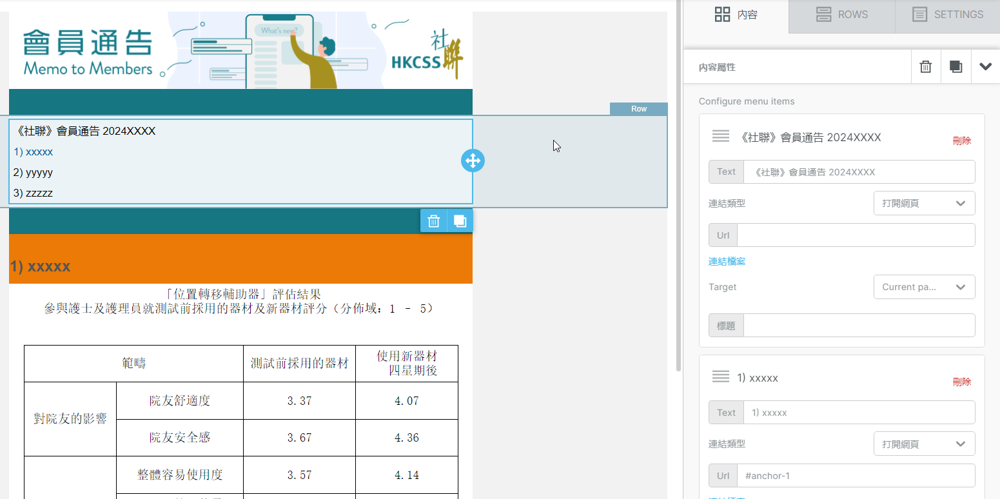 會員通告
Memo to Members
What's new?
社聯
HKCSS
Row
《社聯》會員通告 2024XXXX
1) xxxxx
2) yyyyy
3) zzzzz
1) xxxxx
「位置轉移輔助器」評估結果
參與護士及護理員就測試前採用的器材及新器材評分（分佈域：1 – 5）
範疇
測試前採用的器材
使用新器材
四星期後
對院友的影響
院友舒適度
3.37
4.07
院友安全感
3.67
4.36
整體容易使用度
3.57
4.14
內容
ROWS
SETTINGS
內容屬性
Configure menu items
《社聯》會員通告 2024XXXX
刪除
Text
《社聯》會員通告 2024XXXX
連結類型
打開網頁
Url
連結檔案
Target
Current pa...
標題
1) xxxxx
刪除
Text
1) xxxxx
連結類型
打開網頁
Url
#anchor-1